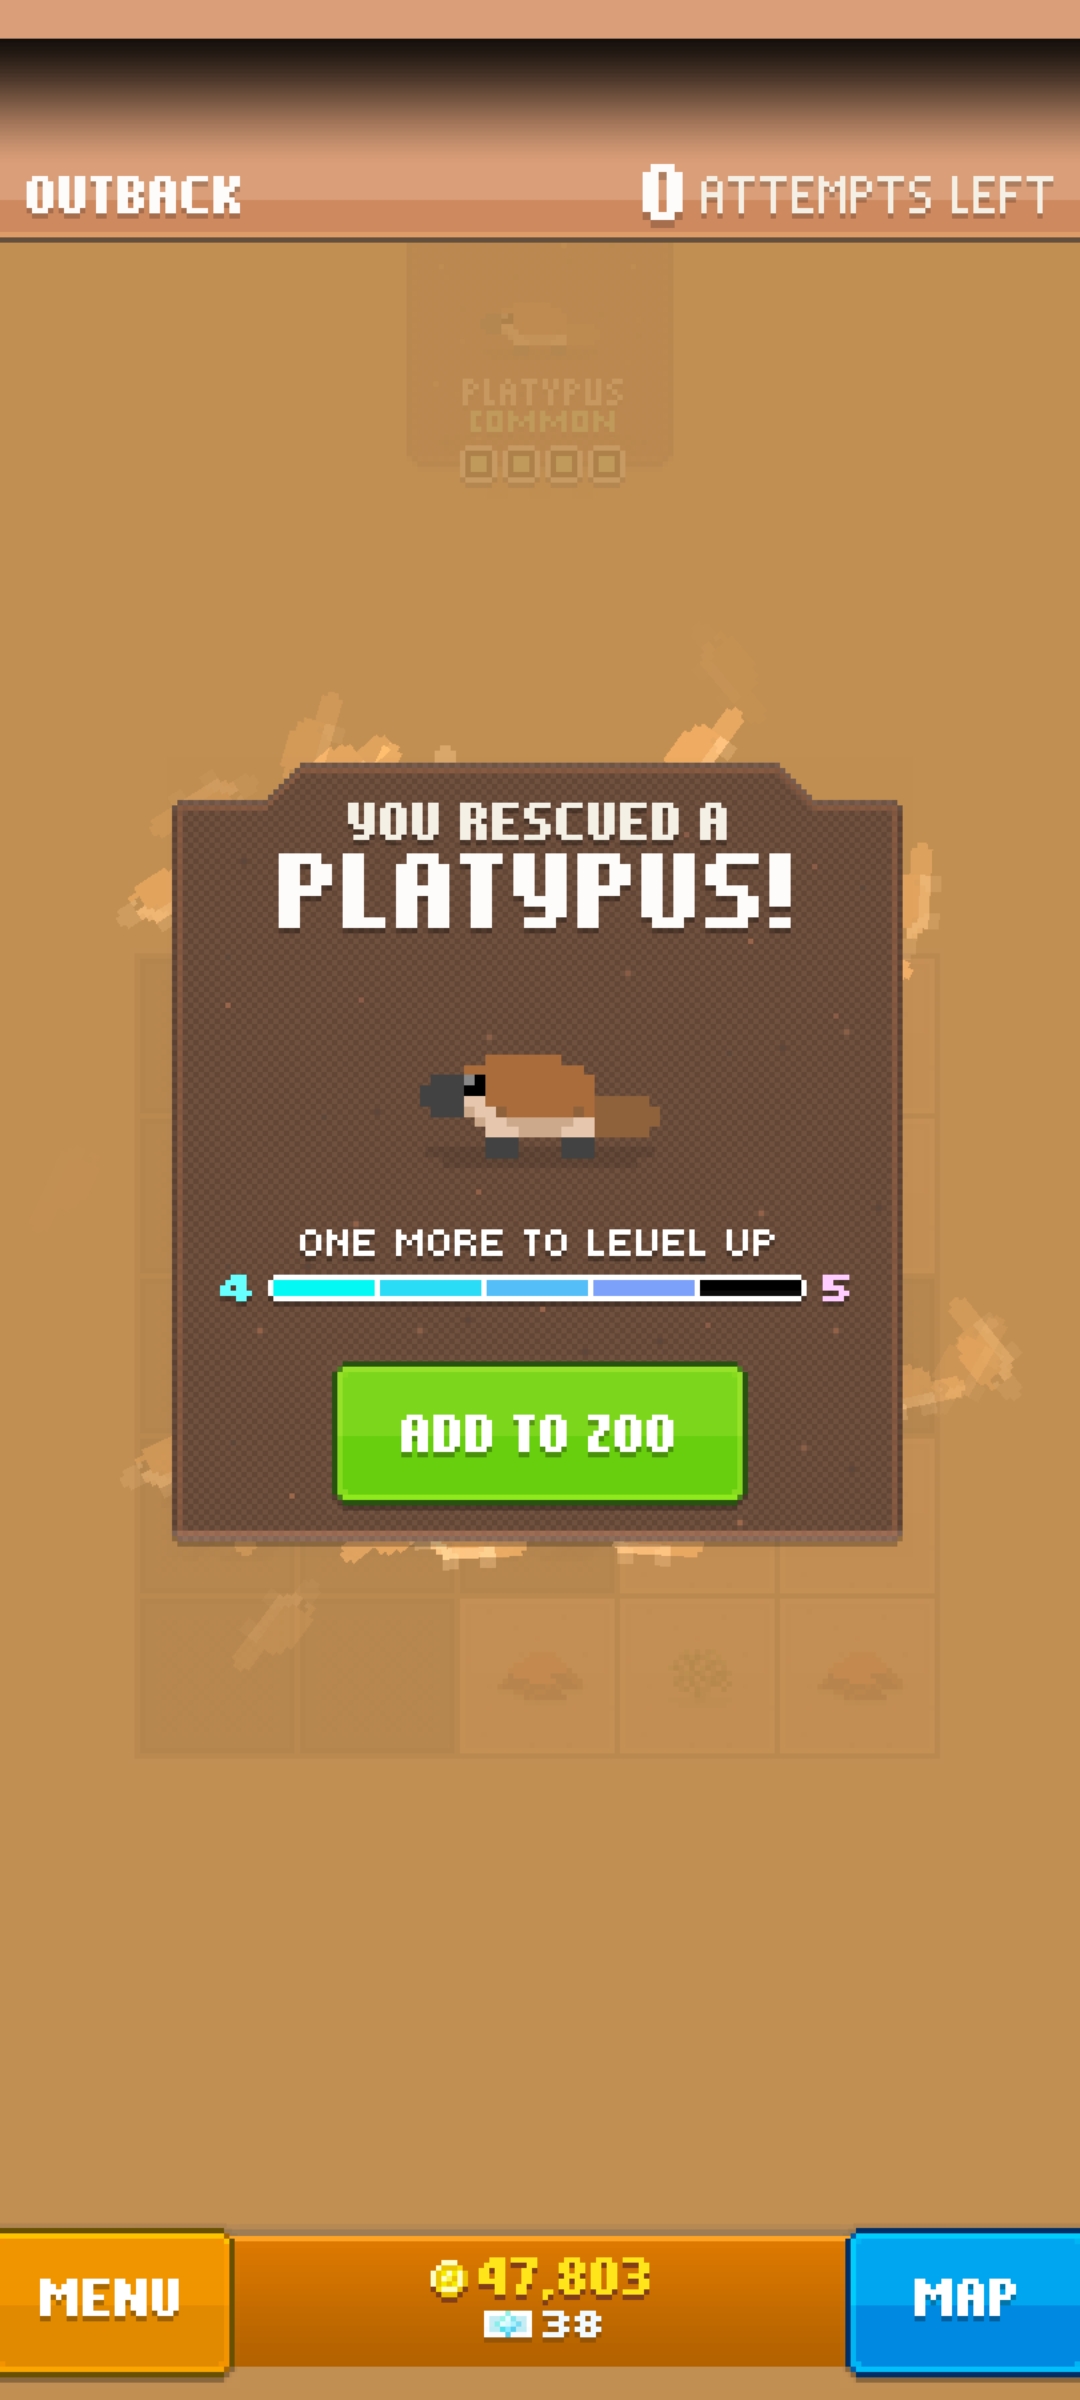 OUTBACK
0 ATTEMPTS LEFT
PLATYPUS
COMMON
YOU RESCUED A
PLATYPUS!
ONE MORE TO LEVEL UP
4 5
ADD TO ZOO
MENU
47,803
38
MAP